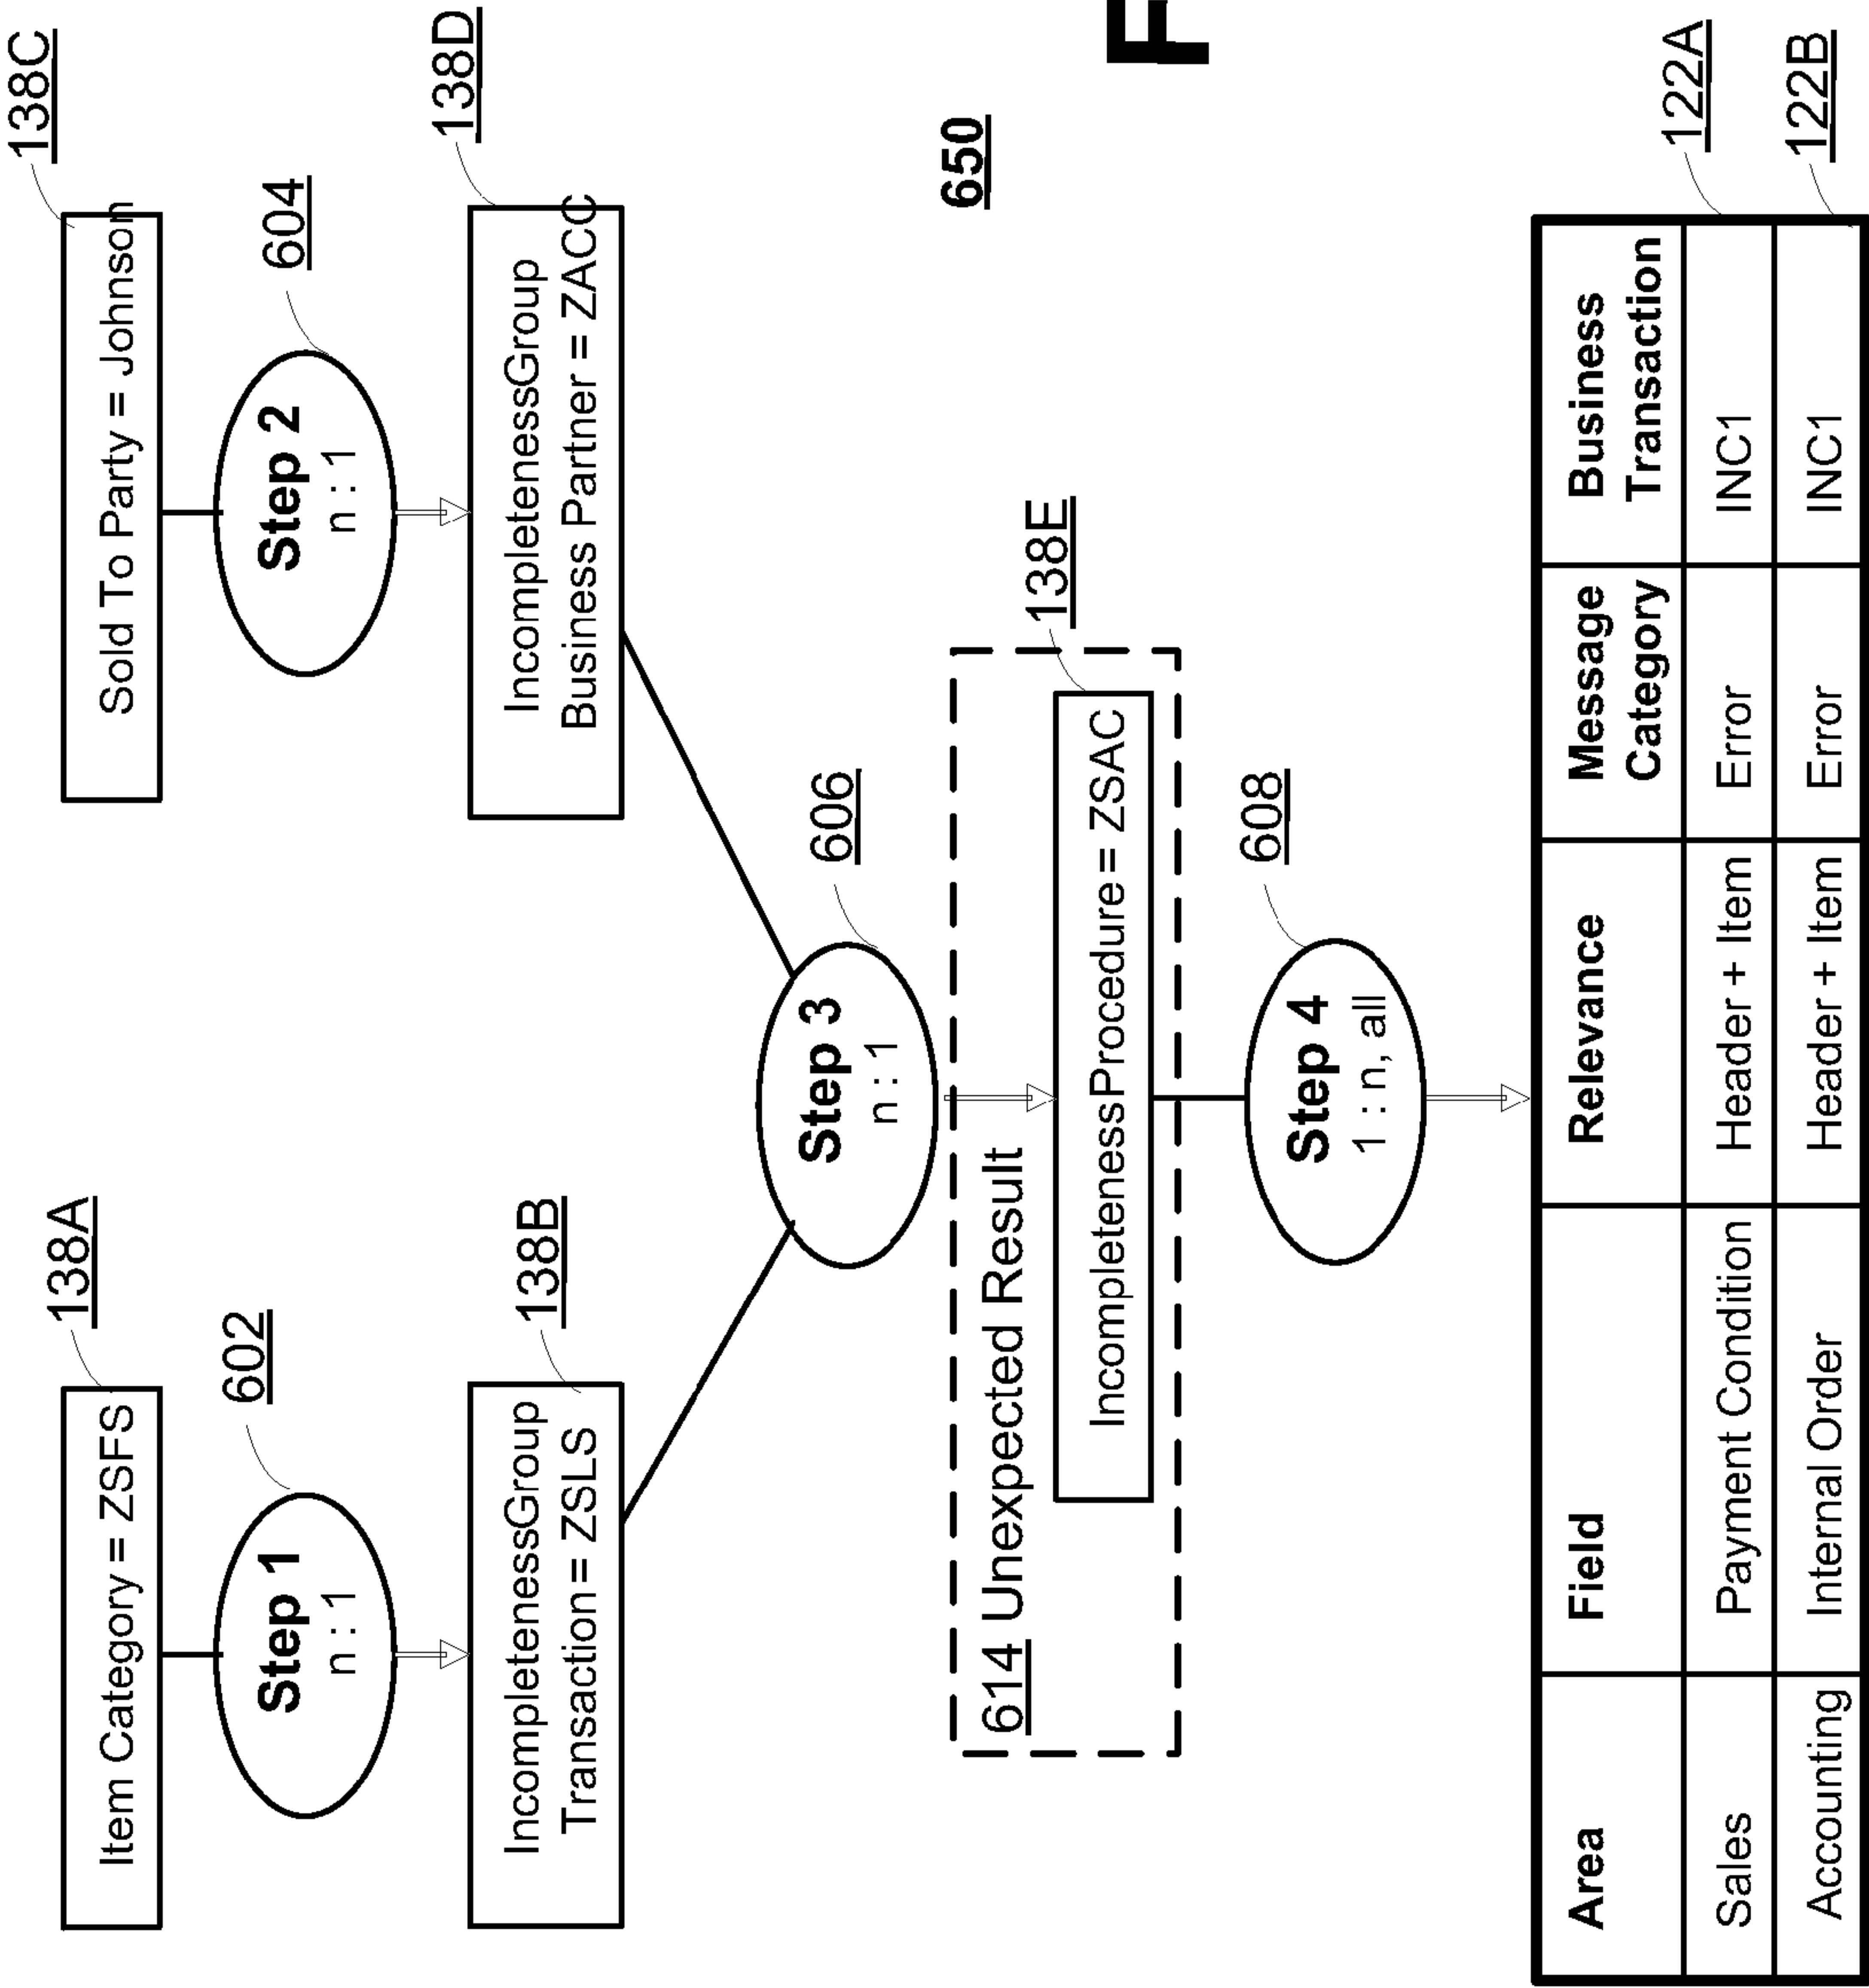 138A
138C
Item Category = ZSFS
Sold To Party = Johnson
602
604
Step 1
n : 1
Step 2
n : 1
138B
138D
IncompletenessGroup
Transaction = ZSLS
IncompletenessGroup
Business Partner = ZACC
606
Step 3
n : 1
650
F
614 Unexpected Result
138E
IncompletenessProcedure = ZSAC
608
Step 4
1 : n, all
Area Field Relevance Message Category Business Transaction
122A
Sales Payment Condition Header + Item Error INC1
122B
Accounting Internal Order Header + Item Error INC1